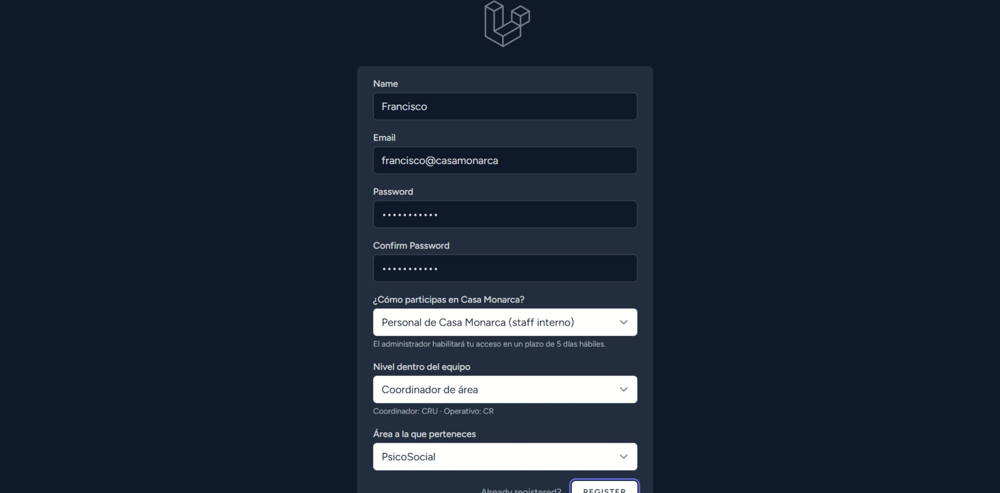 Name
Francisco
Email
francisco@casamonarca
Password
•••••••••••
Confirm Password
•••••••••••
¿Cómo participas en Casa Monarca?
Personal de Casa Monarca (staff interno)
El administrador habilitará tu acceso en un plazo de 5 días hábiles.
Nivel dentro del equipo
Coordinador de área
Coordinador: CRU · Operativo: CR
Área a la que perteneces
PsicoSocial
Already registered? REGISTER